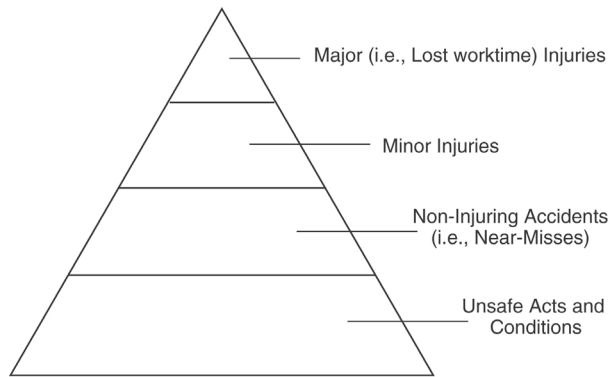 Major (i.e., Lost worktime) Injuries
Minor Injuries
Non-Injuring Accidents
(i.e., Near-Misses)
Unsafe Acts and
Conditions